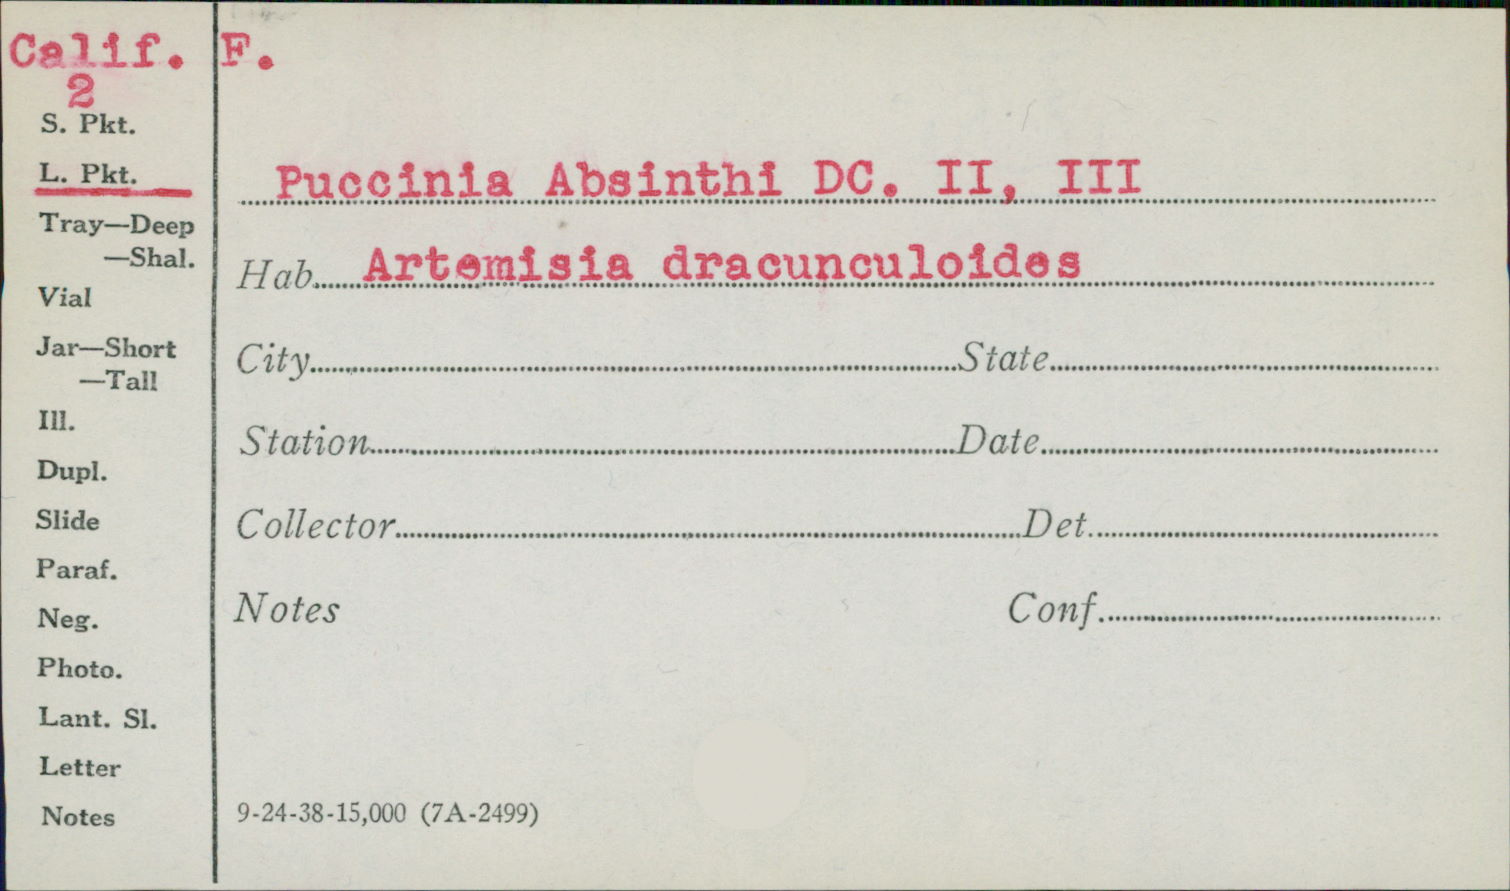 Calif. F.
2
S. Pkt.
L. Pkt.
Puccinia Absinthi DC. II, III
Tray—Deep
—Shal.
Hab. Artemisia dracunculoides
Vial
Jar—Short
—Tall
City State
Ill.
Station Date
Dupl.
Slide
Collector Det.
Paraf.
Neg.
Notes Conf.
Photo.
Lant. Sl.
Letter
Notes
9-24-38-15,000 (7A-2499)